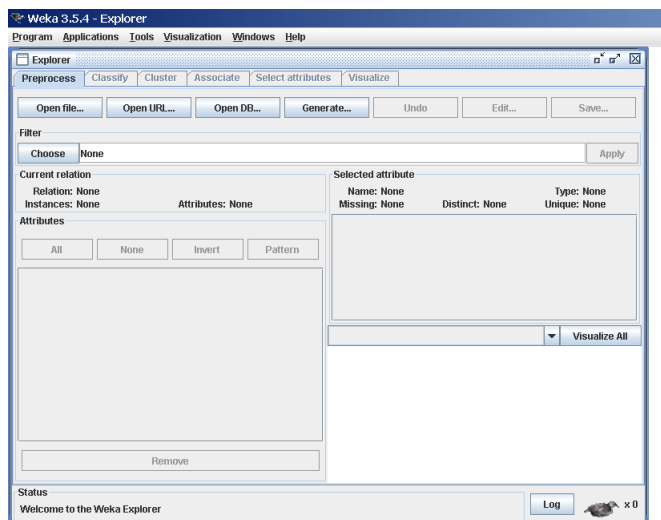 Weka 3.5.4 - Explorer
Program Applications Tools Visualization Windows Help
Explorer
Preprocess Classify Cluster Associate Select attributes Visualize
Open file... Open URL... Open DB... Generate... Undo Edit... Save...
Filter
Choose None Apply
Current relation
Relation: None
Instances: None Attributes: None
Selected attribute
Name: None Type: None
Missing: None Distinct: None Unique: None
Attributes
All None Invert Pattern
Remove
Visualize All
Status
Welcome to the Weka Explorer
Log x 0